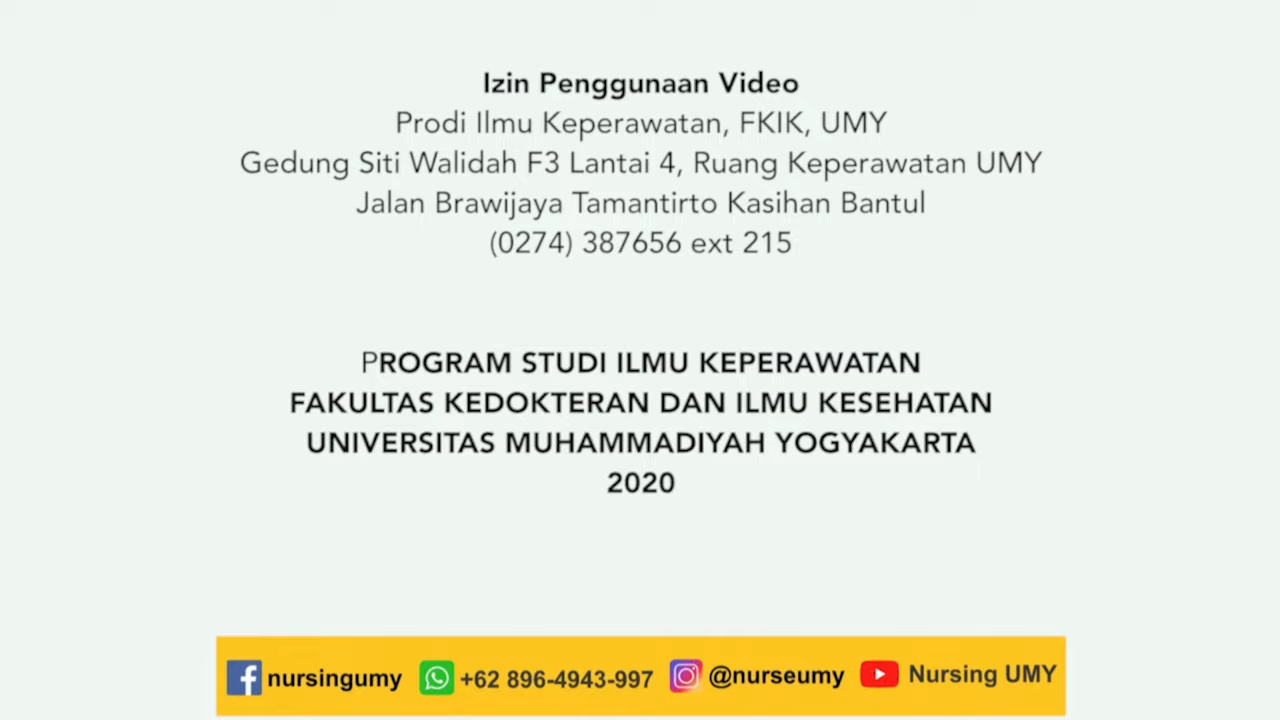 Izin Penggunaan Video
Prodi Ilmu Keperawatan, FKIK, UMY
Gedung Siti Walidah F3 Lantai 4, Ruang Keperawatan UMY
Jalan Brawijaya Tamantirto Kasihan Bantul
(0274) 387656 ext 215
PROGRAM STUDI ILMU KEPERAWATAN
FAKULTAS KEDOKTERAN DAN ILMU KESEHATAN
UNIVERSITAS MUHAMMADIYAH YOGYAKARTA
2020
nursingumy +62 896-4943-997 @nurseumy Nursing UMY